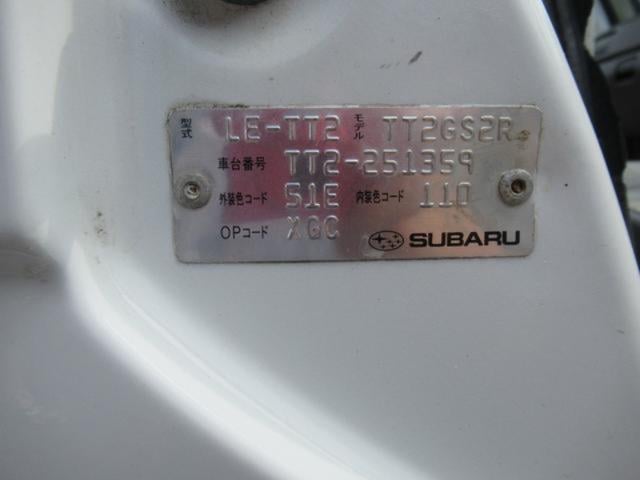 型式 LE-TT2 モデル TT2GS2R
車台番号 TT2-251359
外装色コード 51E 内装色コード 110
OPコード XGC SUBARU